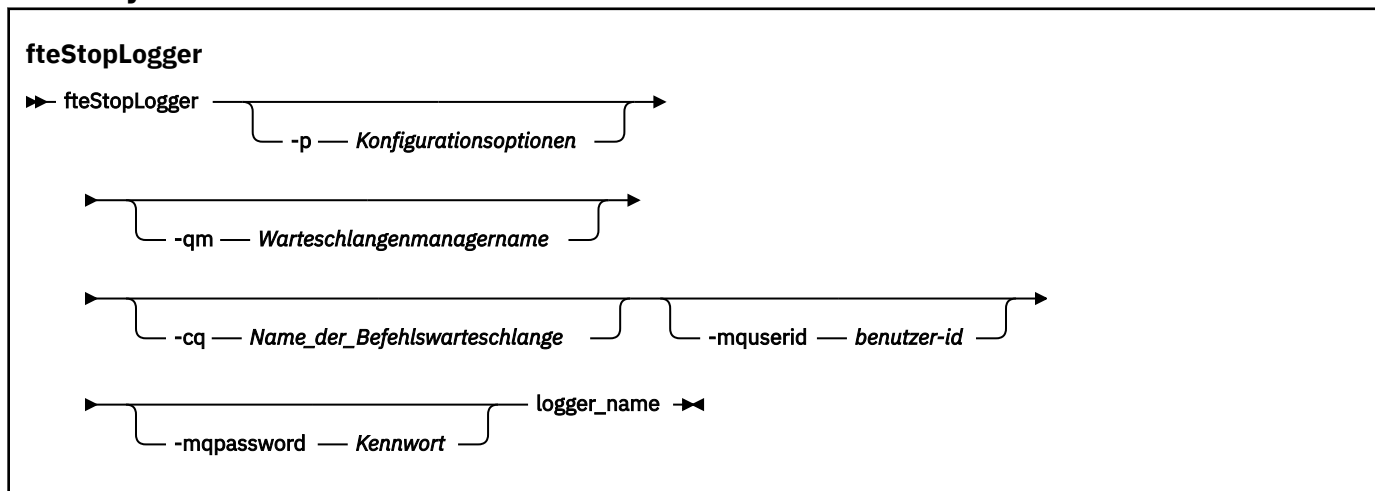 fteStopLogger
fteStopLogger
-p Konfigurationsoptionen
-qm Warteschlangenmanagername
-cq Name_der_Befehlswarteschlange -mquserid benutzer-id
logger_name
-mqpassword Kennwort